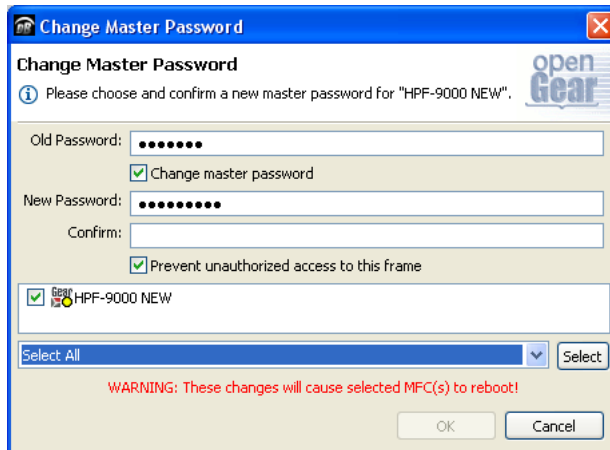 Change Master Password
Change Master Password
open
Gear
Please choose and confirm a new master password for "HPF-9000 NEW".
Old Password: ●●●●●●●
Change master password
New Password: ●●●●●●●●●
Confirm:
Prevent unauthorized access to this frame
Gear HPF-9000 NEW
Select All
Select
WARNING: These changes will cause selected MFC(s) to reboot!
OK
Cancel